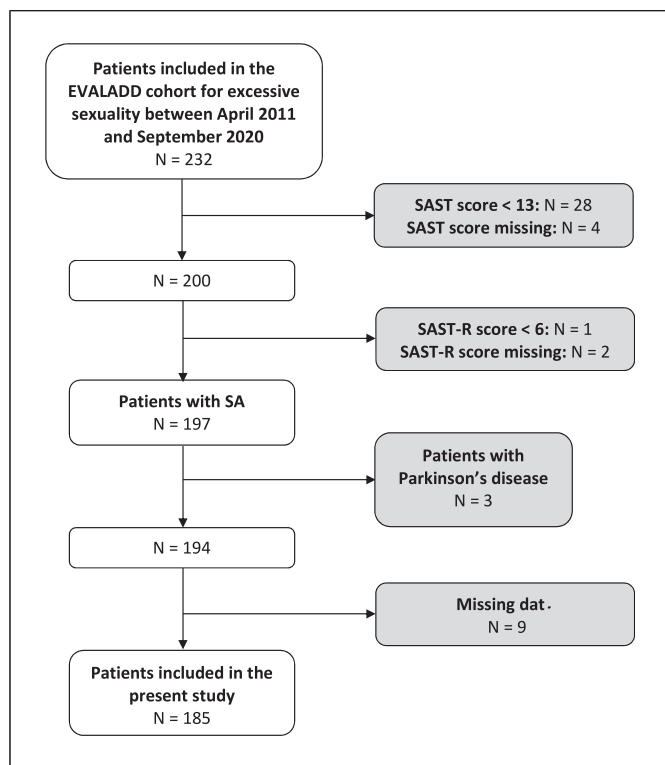 Patients included in the
EVALADD cohort for excessive
sexuality between April 2011
and September 2020
N = 232
SAST score < 13: N = 28
SAST score missing: N = 4
N = 200
SAST-R score < 6: N = 1
SAST-R score missing: N = 2
Patients with SA
N = 197
Patients with
Parkinson’s disease
N = 3
N = 194
Missing
N = 9
Patients included in the
present study
N = 185